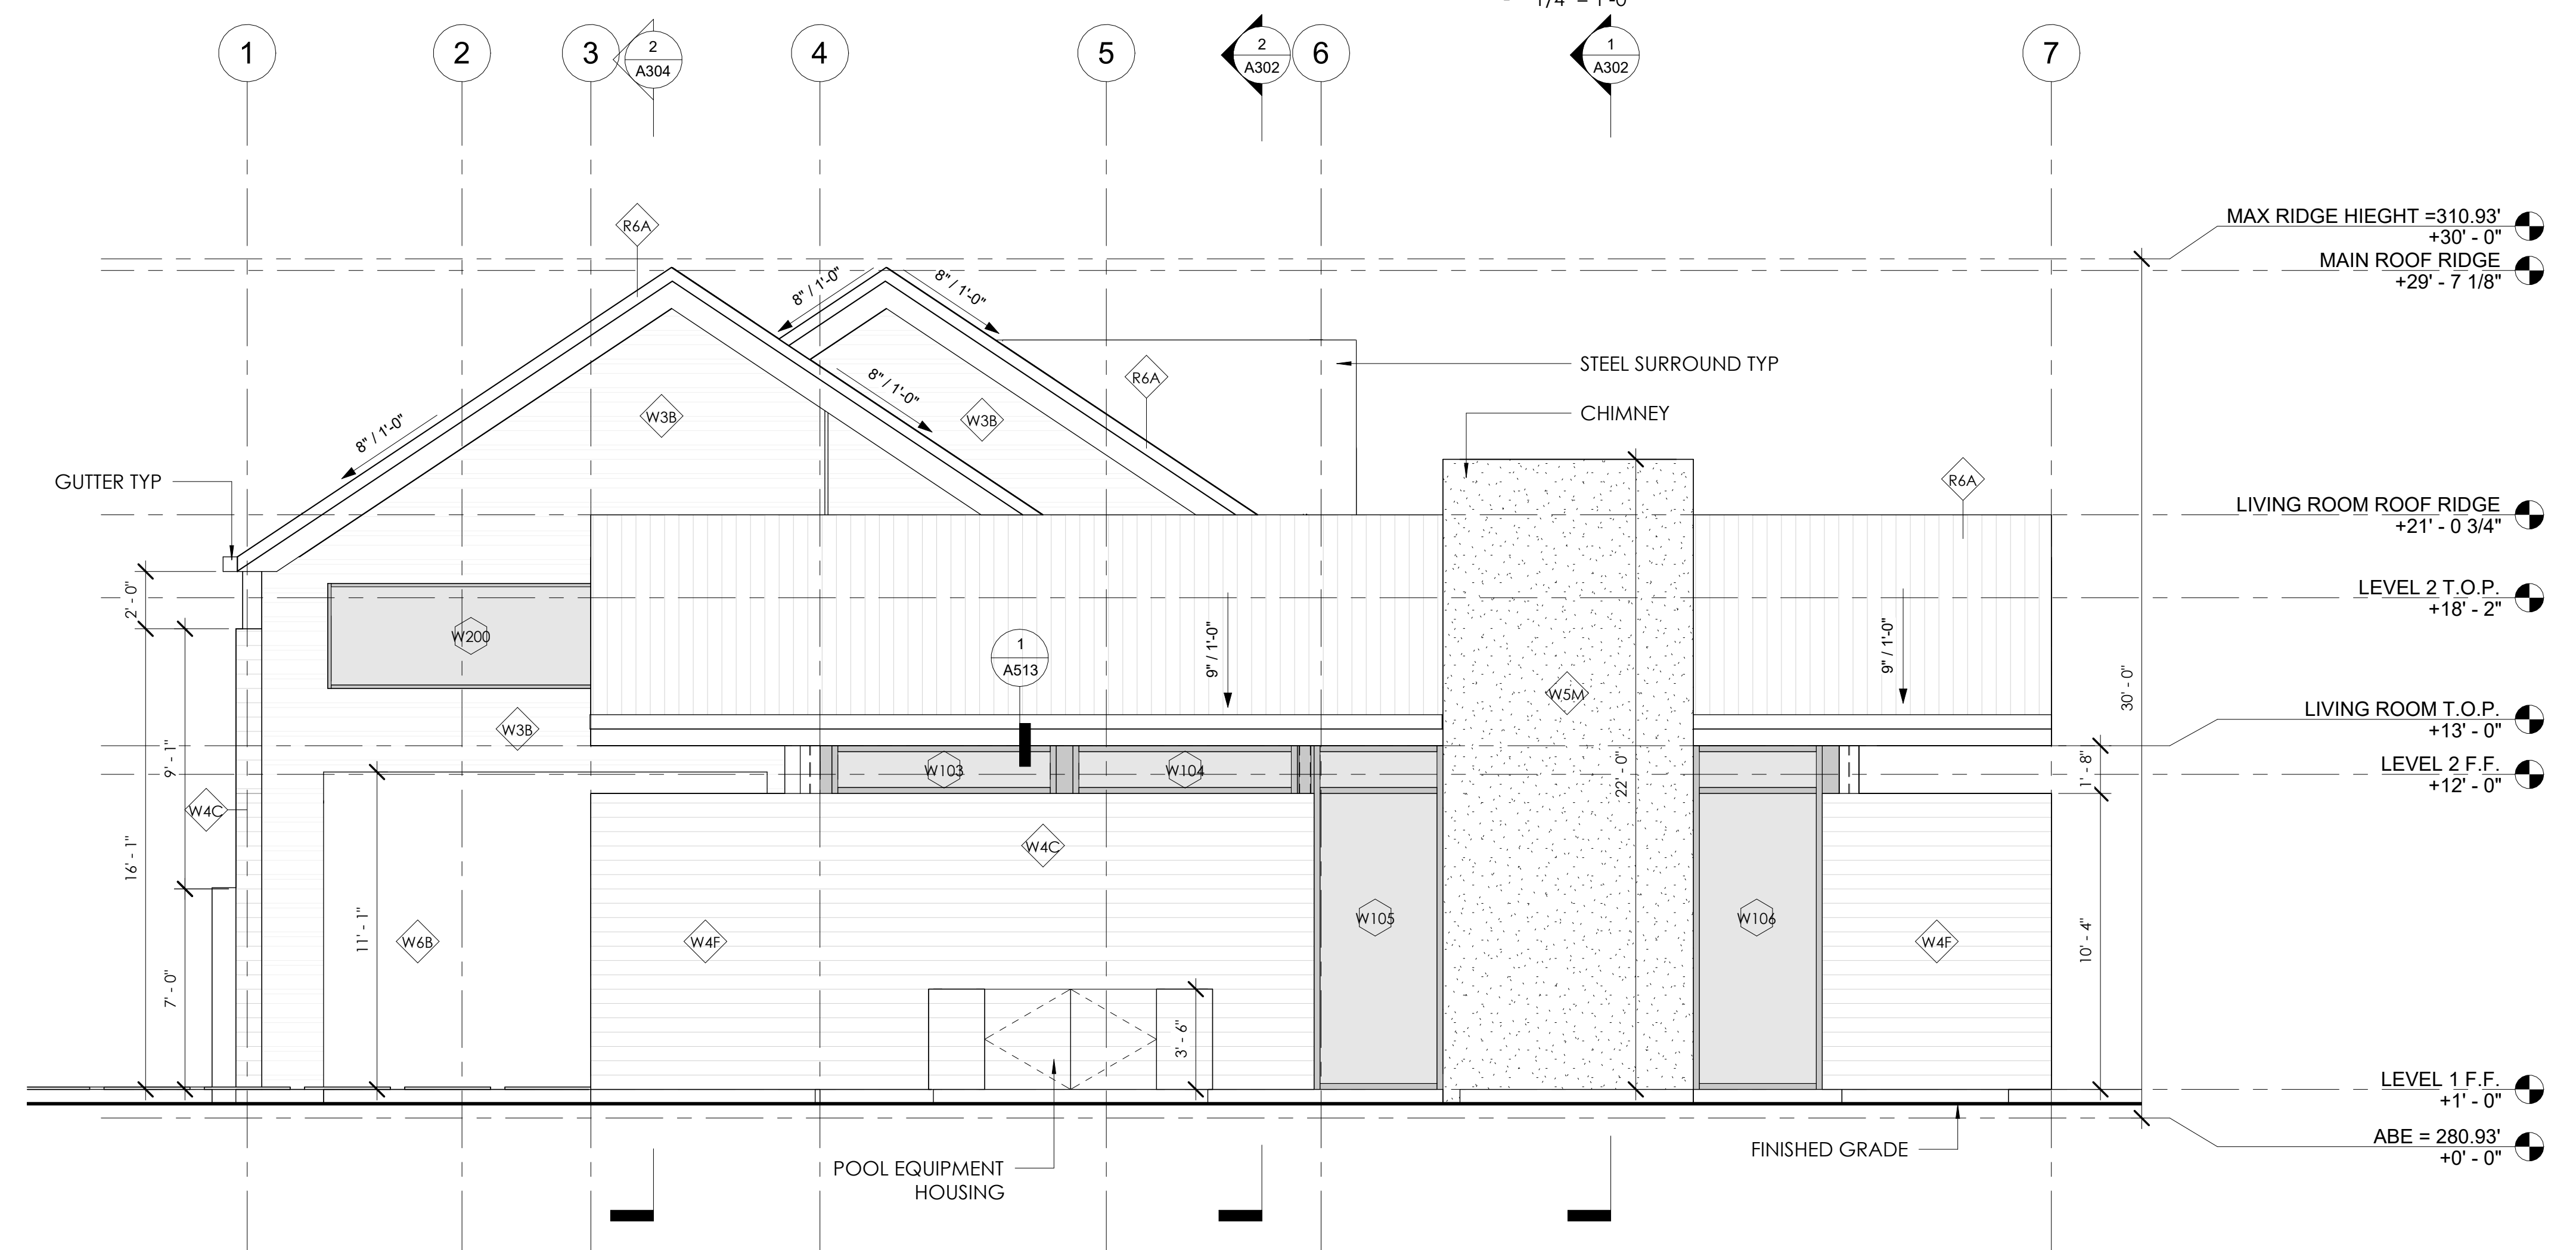 1/4" = 1'-0"
1
2
3
2
A304
4
5
2
A302
6
1
A302
7
R6A
MAX RIDGE HIEGHT =310.93'
+30' - 0"
MAIN ROOF RIDGE
+29' - 7 1/8"
8" / 1'-0"
8" / 1'-0"
STEEL SURROUND TYP
R6A
8" / 1'-0"
CHIMNEY
W3B
W3B
8" / 1'-0"
GUTTER TYP
R6A
LIVING ROOM ROOF RIDGE
+21' - 0 3/4"
LEVEL 2 T.O.P.
+18' - 2"
2' - 0"
W200
1
A513
9" / 1'-0"
9" / 1'-0"
W5M
30' - 0"
LIVING ROOM T.O.P.
+13' - 0"
W3B
9' - 1"
W103
W104
22' - 0"
1' - 8"
LEVEL 2 F.F.
+12' - 0"
W4C
W4C
16' - 1"
11' - 1"
W105
W106
W6B
W4F
W4F
10' - 4"
7' - 0"
3' - 6"
LEVEL 1 F.F.
+1' - 0"
ABE = 280.93'
+0' - 0"
FINISHED GRADE
POOL EQUIPMENT
HOUSING